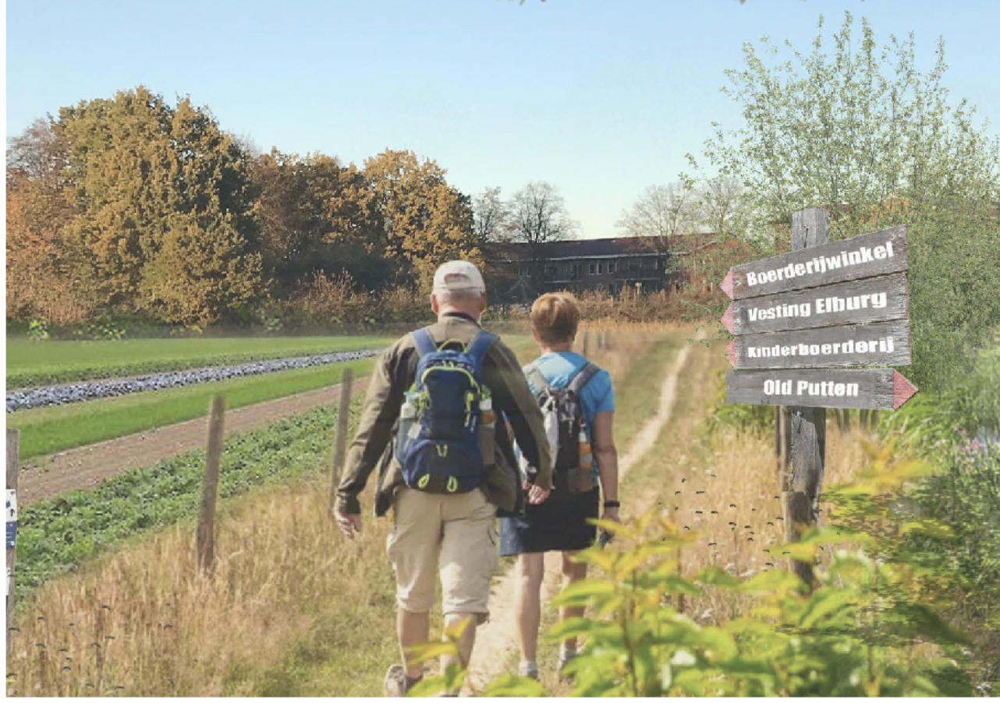 Boerderijwinkel
Vesting Elburg
Kinderboerderij
Old Putten